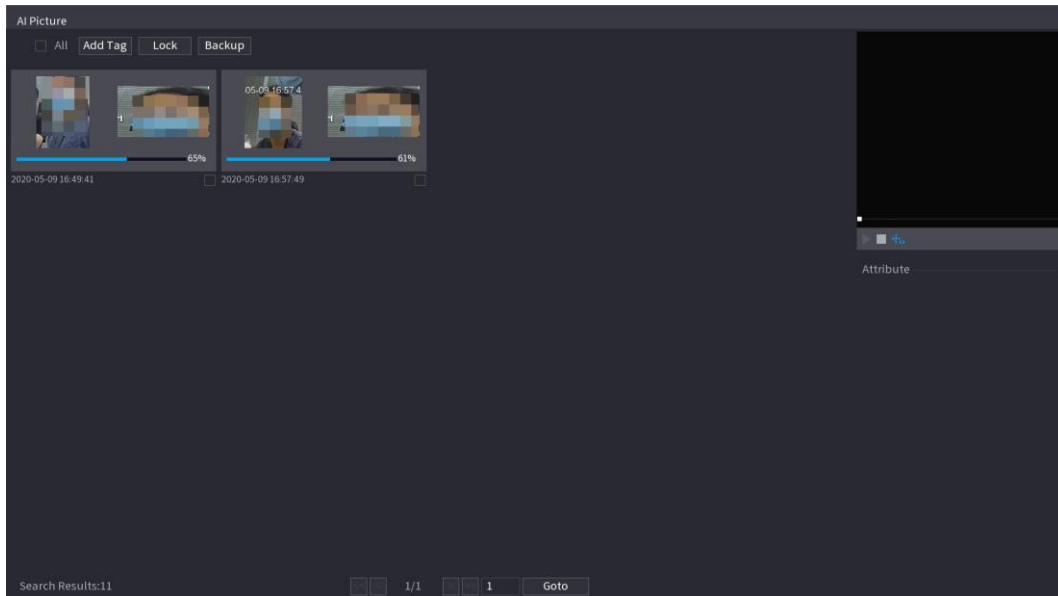 AI Picture
All Add Tag Lock Backup
05-09 16:57 4
65%
61%
2020-05-09 16:49:41
2020-05-09 16:57:49
Attribute
Search Results:11
1/1
1
Goto